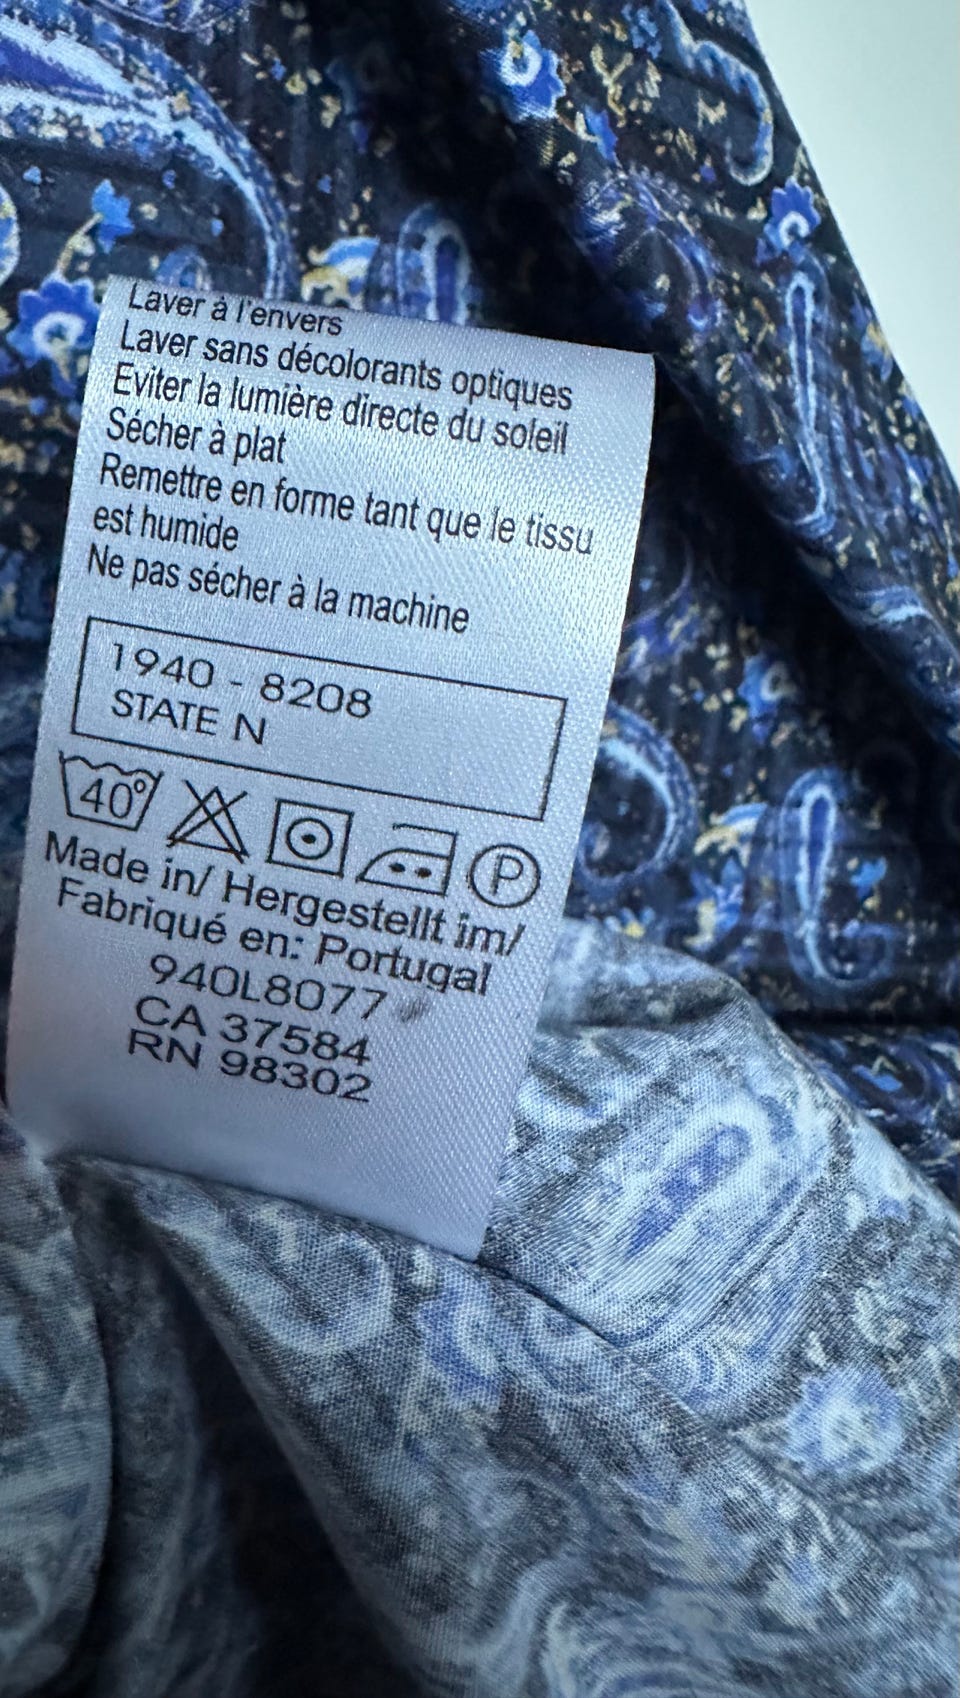 Laver à l'envers
Laver sans décolorants optiques
Eviter la lumière directe du soleil
Sécher à plat
Remettre en forme tant que le tissu
est humide
Ne pas sécher à la machine
1940 - 8208
STATE N
40°
P
Made in/ Hergestellt im/
Fabriqué en: Portugal
940L8077
CA 37584
RN 98302